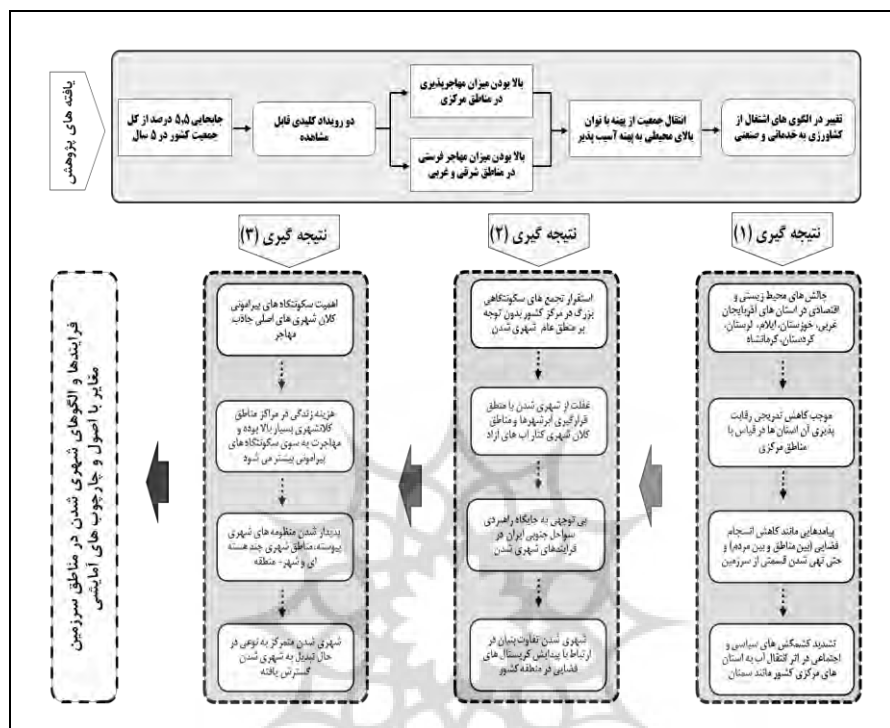 یافته های پژوهش
جابجایی ۵٫۵ درصد از کل
جمعیت کشور در ۵ سال
دو رویداد کلیدی قابل
مشاهده
بالا بودن میزان مهاجرپذیری
در مناطق مرکزی
بالا بودن میزان مهاجر فرستی
در مناطق شرقی و غربی
انتقال جمعیت از پهنه با توان
بالای محیطی به پهنه آسیب پذیر
تغییر در الگوی های اشتغال از
کشاورزی به خدماتی و صنعتی
نتیجه گیری (۱)
چالش های محیط زیستی و
اقتصادی در استان های آذربایجان
غربی، خوزستان، ایلام، لرستان،
کردستان، کرمانشاه
موجب کاهش تدریجی رقابت
پذیری آن استان ها در قیاس با
مناطق مرکزی
پیامدهایی مانند کاهش انسجام
فضایی (بین مناطق و بین مردم) و
حتی تهی شدن قسمتی از سرزمین
تشدید کشمکش های سیاسی و
اجتماعی در اثر انتقال آب به استان
های مرکزی کشور مانند سمنان
نتیجه گیری (۲)
استقرار تجمع های سکونتگاهی
بزرگ در مرکز کشور بدون توجه
بر منطق عام شهری شدن
غفلت از شهری شدن با منطق
قرارگیری ابرشهرها و مناطق
کلان شهری کنار آب های آزاد
بی توجهی به جایگاه راهبردی
سواحل جنوبی ایران در
فرایندهای شهری شدن
شهری شدن تفاوت بنیان در
ارتباط با پیدایش کریستال های
فضایی در منطقه کشور
نتیجه گیری (۳)
اهمیت سکونتگاه های پیرامونی
کلان شهری های اصلی جاذب
مهاجر
هزینه زندگی در مراکز مناطق
کلانشهری بسیار بالا بوده و
مهاجرت به سوی سکونتگاه های
پیرامونی بیشتر می شود
پدیدار شدن منظومه های شهری
پیوسته، مناطق شهری چند هسته
ای و شهر- منطقه
شهری شدن متمرکز به نوعی در
حال تبدیل به شهری شدن
گسترش یافته
فرایندها و الگوهای شهری شدن در مناطق سرزمین
مغایر با اصول و چارچوب های آمایشی